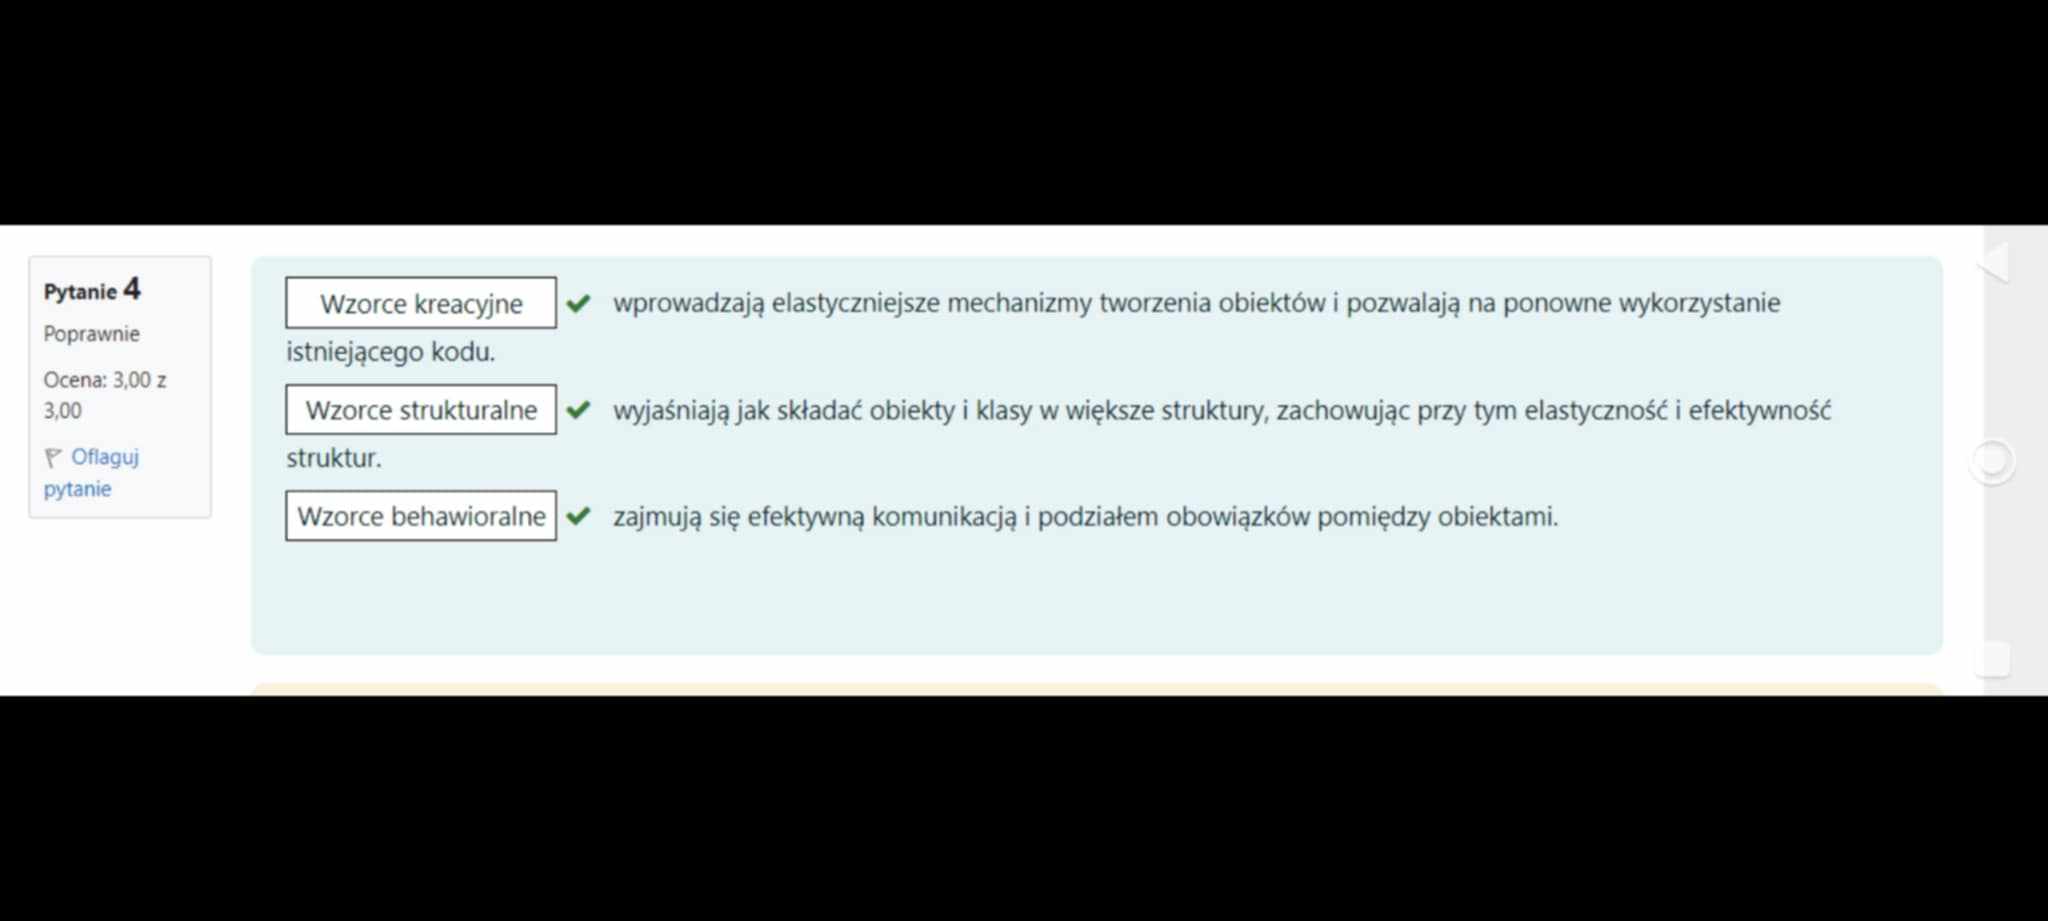 Pytanie 4
Poprawnie
Ocena: 3,00 z
3,00
Oflaguj
pytanie
Wzorce kreacyjne wprowadzają elastyczniejsze mechanizmy tworzenia obiektów i pozwalają na ponowne wykorzystanie
istniejącego kodu.
Wzorce strukturalne wyjaśniają jak składać obiekty i klasy w większe struktury, zachowując przy tym elastyczność i efektywność
struktur.
Wzorce behawioralne zajmują się efektywną komunikacją i podziałem obowiązków pomiędzy obiektami.